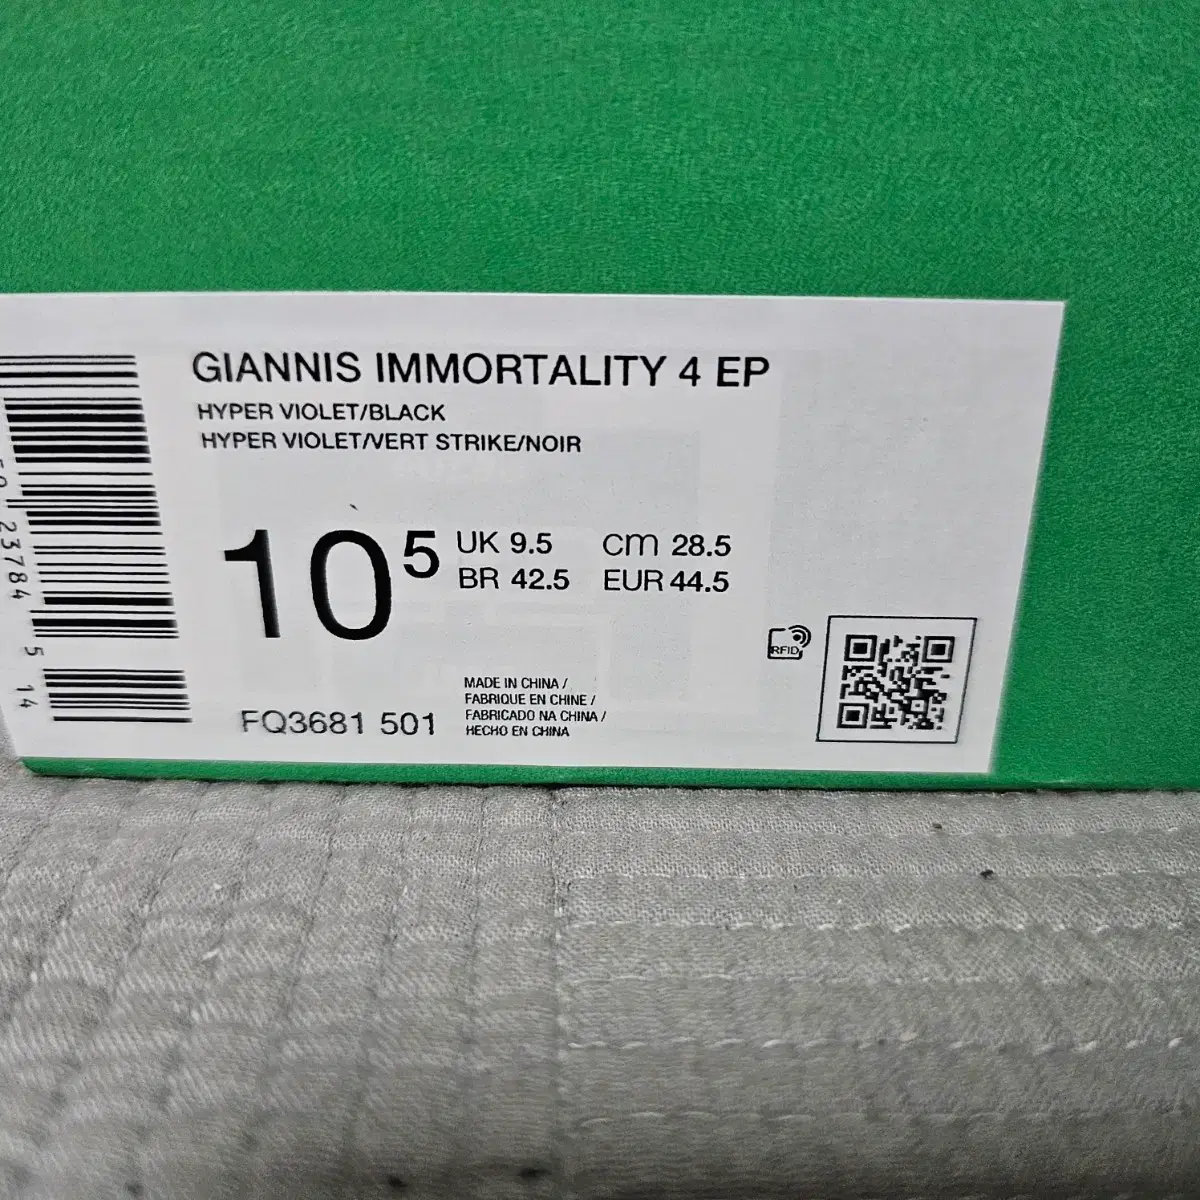 GIANNIS IMMORTALITY 4 EP
HYPER VIOLET/BLACK
HYPER VIOLET/VERT STRIKE/NOIR
10 5
UK 9.5 cm 28.5
BR 42.5 EUR 44.5
RFID
MADE IN CHINA /
FABRIQUE EN CHINE /
FABRICADO NA CHINA /
HECHO EN CHINA
FQ3681 501
23784 5 14